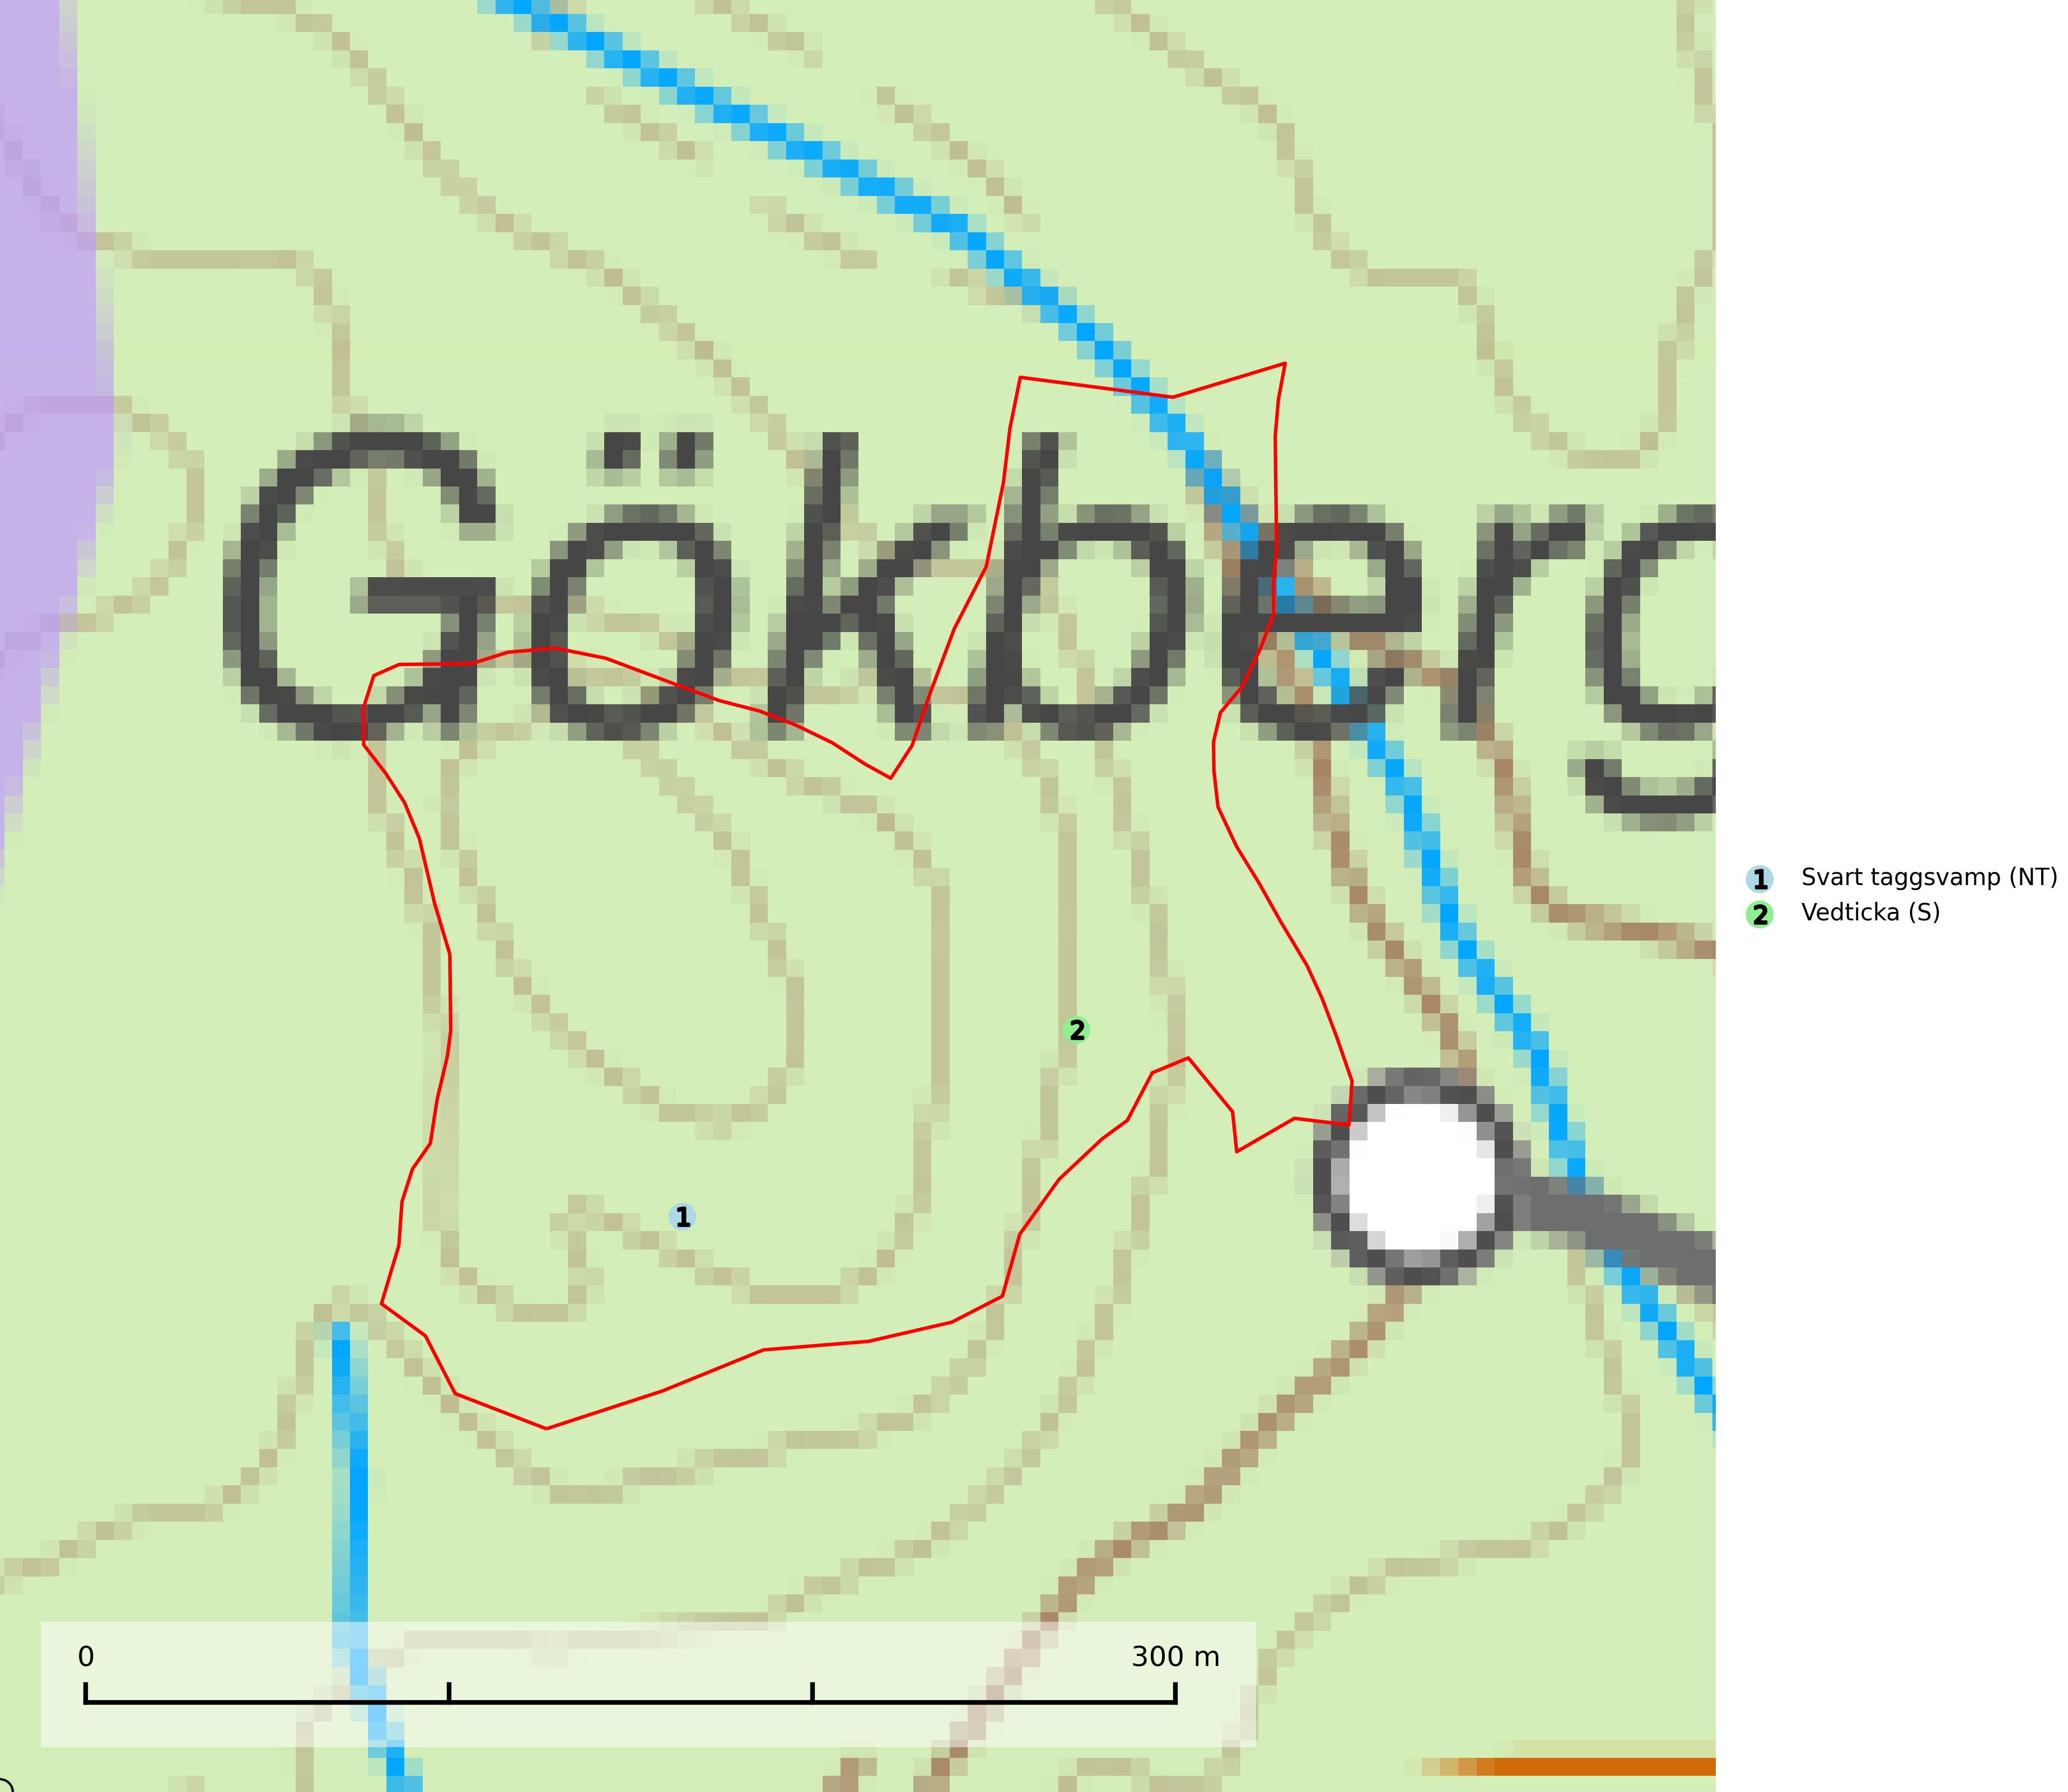 Gökberg
1
2
1 Svart taggsvamp (NT)
2 Vedticka (S)
0 300 m